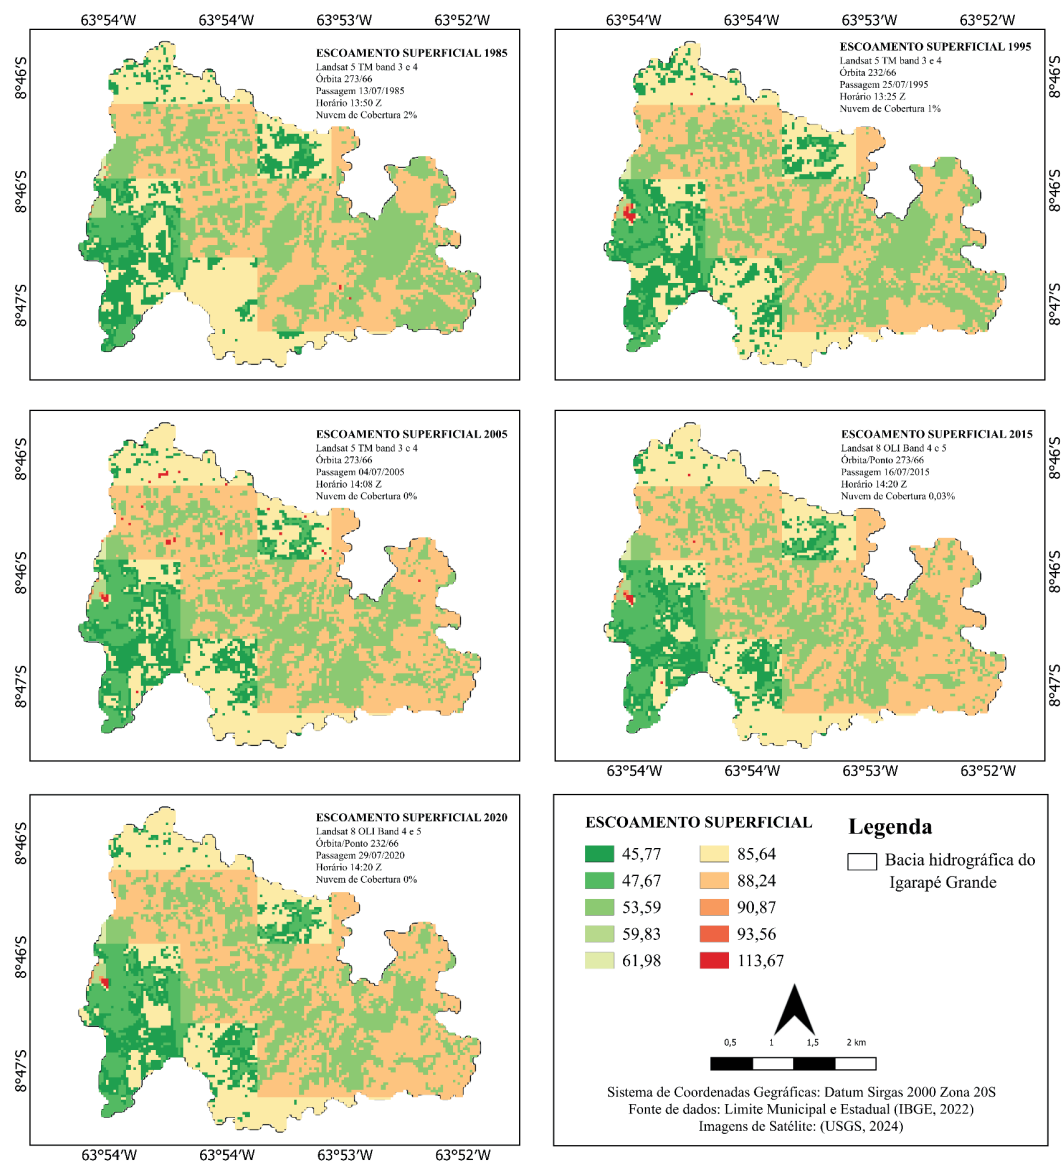 63°54′W 63°54′W 63°53′W 63°52′W
63°54′W 63°54′W 63°53′W 63°52′W
8°46′S
8°46′S
8°47′S
ESCOAMENTO SUPERFICIAL 1985
Landsat 5 TM band 3 e 4
Órbita 273/66
Passagem 13/07/1985
Horário 13:50 Z
Nuvem de Cobertura 2%
ESCOAMENTO SUPERFICIAL 1995
Landsat 5 TM band 3 e 4
Órbita 232/66
Passagem 25/07/1995
Horário 13:25 Z
Nuvem de Cobertura 1%
8°46′S
8°46′S
8°47′S
8°46′S
8°46′S
8°47′S
ESCOAMENTO SUPERFICIAL 2005
Landsat 5 TM band 3 e 4
Órbita 273/66
Passagem 04/07/2005
Horário 14:08 Z
Nuvem de Cobertura 0%
ESCOAMENTO SUPERFICIAL 2015
Landsat 8 OLI Band 4 e 5
Órbita/Ponto 273/66
Passagem 16/07/2015
Horário 14:20 Z
Nuvem de Cobertura 0,03%
8°46′S
8°46′S
8°47′S
63°54′W 63°54′W 63°53′W 63°52′W
8°46′S
8°46′S
8°47′S
ESCOAMENTO SUPERFICIAL 2020
Landsat 8 OLI Band 4 e 5
Órbita/Ponto 232/66
Passagem 29/07/2020
Horário 14:20 Z
Nuvem de Cobertura 0%
63°54′W 63°54′W 63°53′W 63°52′W
ESCOAMENTO SUPERFICIAL
45,77
47,67
53,59
59,83
61,98
85,64
88,24
90,87
93,56
113,67
Legenda
Bacia hidrográfica do
Igarapé Grande
0,5 1 1,5 2 km
Sistema de Coordenadas Gegráficas: Datum Sirgas 2000 Zona 20S
Fonte de dados: Limite Municipal e Estadual (IBGE, 2022)
Imagens de Satélite: (USGS, 2024)